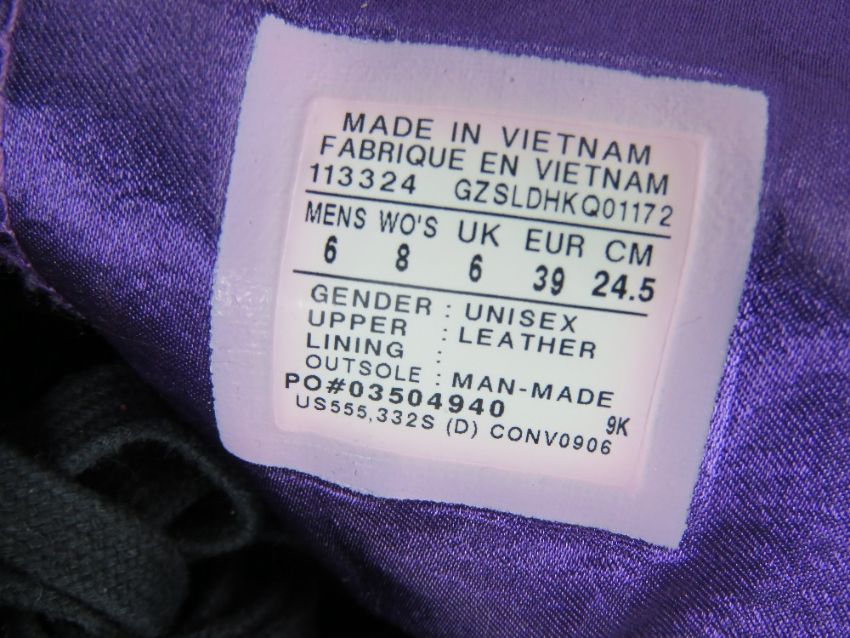 MADE IN VIETNAM
FABRIQUE EN VIETNAM
113324 GZSLDHKQ01172
MENS WO'S UK EUR CM
6 8 6 39 24.5
GENDER : UNISEX
UPPER : LEATHER
LINING :
OUTSOLE : MAN-MADE
PO#03504940 9K
US555,332S (D) CONV0906